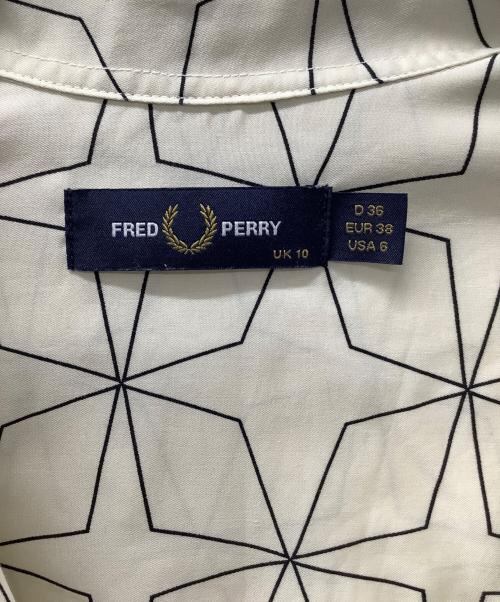 FRED PERRY
UK 10
D 36
EUR 38
USA 6